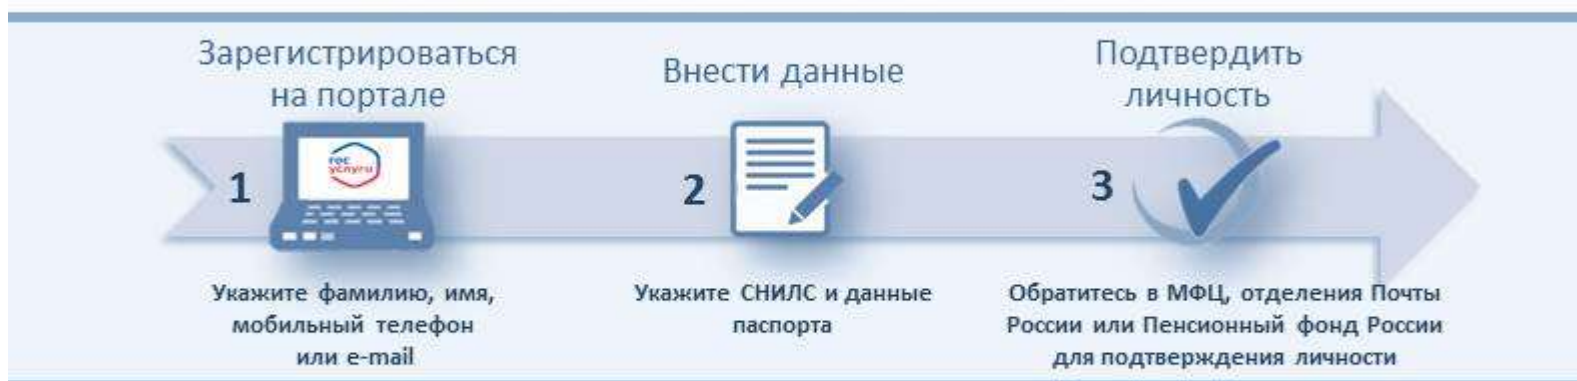 Зарегистрироваться
на портале
1
гос
услуги
Укажите фамилию, имя,
мобильный телефон
или e-mail
Внести данные
2
Укажите СНИЛС и данные
паспорта
Подтвердить
личность
3
Обратитесь в МФЦ, отделения Почты
России или Пенсионный фонд России
для подтверждения личности